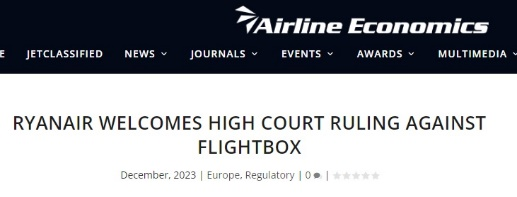 Airline Economics
E JETCLASSIFIED NEWS JOURNALS EVENTS AWARDS MULTIMEDIA
RYANAIR WELCOMES HIGH COURT RULING AGAINST
FLIGHTBOX
December, 2023 | Europe, Regulatory | 0 |